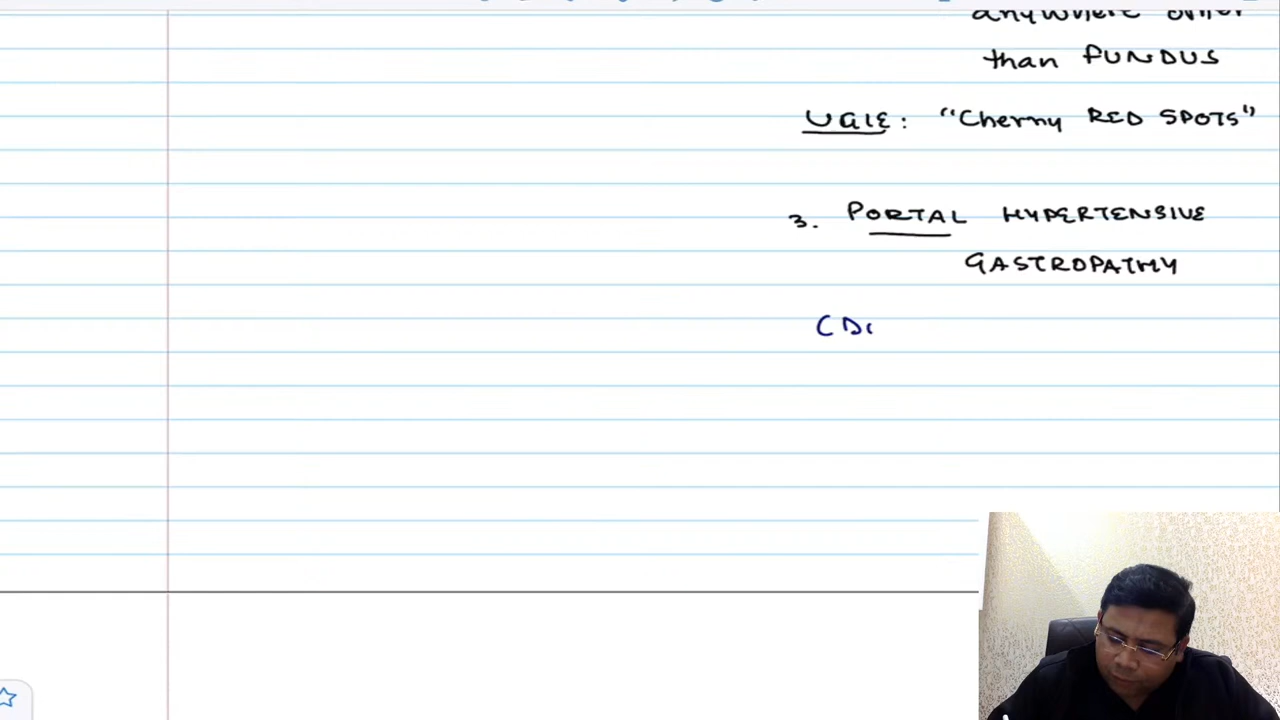 than FUNDUS
UGIE: "Cherry RED SPOTS"
3. PORTAL HYPERTENSIVE
GASTROPATHY